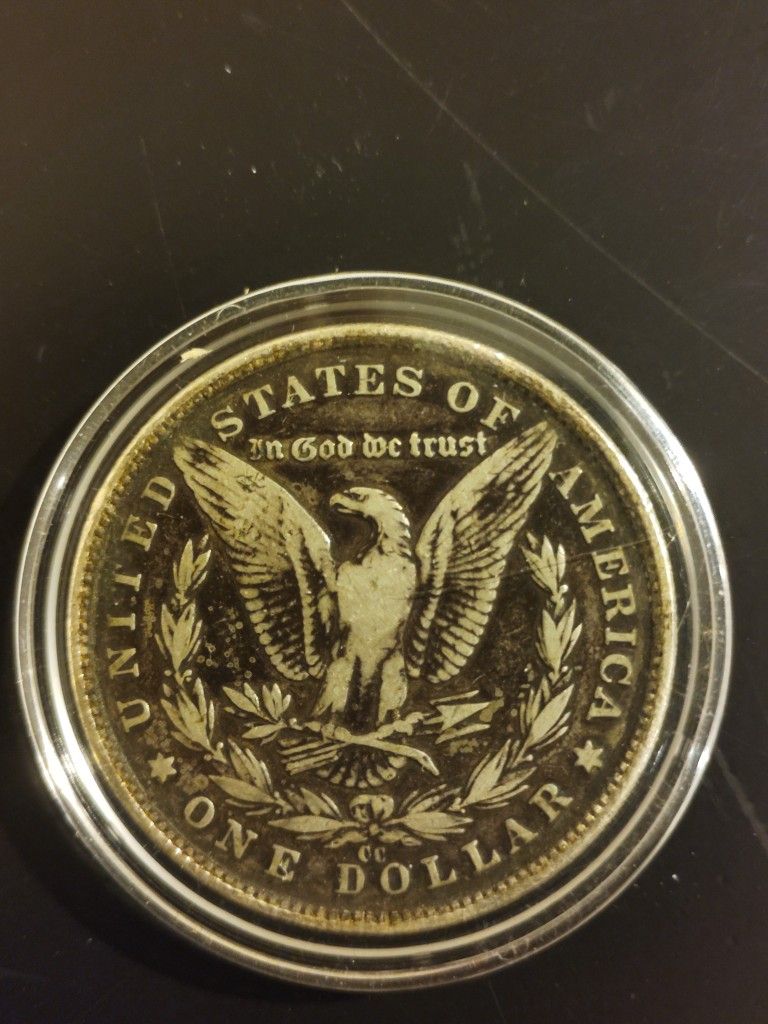 UNITED STATES OF AMERICA
In God we trust
CC
ONE DOLLAR